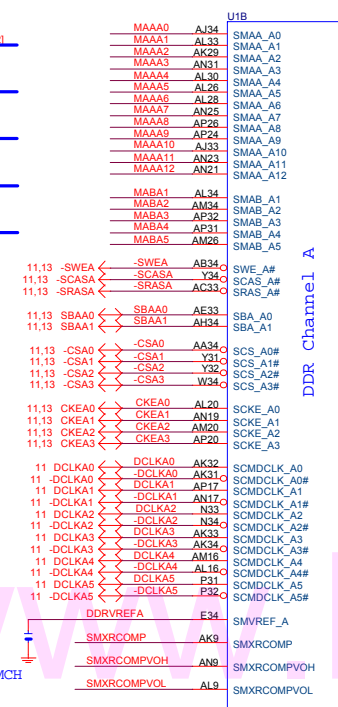 U1B
MAAA0 AJ34 SMAA_A0
MAAA1 AL33 SMAA_A1
MAAA2 AK29 SMAA_A2
MAAA3 AN31 SMAA_A3
MAAA4 AL30 SMAA_A4
MAAA5 AL26 SMAA_A5
MAAA6 AL28 SMAA_A6
MAAA7 AN25 SMAA_A7
MAAA8 AP26 SMAA_A8
MAAA9 AP24 SMAA_A9
MAAA10 AJ33 SMAA_A10
MAAA11 AN23 SMAA_A11
MAAA12 AN21 SMAA_A12
MABA1 AL34 SMAB_A1
MABA2 AM34 SMAB_A2
MABA3 AP32 SMAB_A3
MABA4 AP31 SMAB_A4
MABA5 AM26 SMAB_A5
DDR Channel A
11,13 -SWEA -SWEA AB34 SWE_A#
11,13 -SCASA -SCASA Y34 SCAS_A#
11,13 -SRASA -SRASA AC33 SRAS_A#
11,13 SBAA0 SBAA0 AE33 SBA_A0
11,13 SBAA1 SBAA1 AH34 SBA_A1
11,13 -CSA0 -CSA0 AA34 SCS_A0#
11,13 -CSA1 -CSA1 Y31 SCS_A1#
11,13 -CSA2 -CSA2 Y32 SCS_A2#
11,13 -CSA3 -CSA3 W34 SCS_A3#
11,13 CKEA0 CKEA0 AL20 SCKE_A0
11,13 CKEA1 CKEA1 AN19 SCKE_A1
11,13 CKEA2 CKEA2 AM20 SCKE_A2
11,13 CKEA3 CKEA3 AP20 SCKE_A3
11 DCLKA0 DCLKA0 AK32 SCMDCLK_A0
11 -DCLKA0 -DCLKA0 AK31 SCMDCLK_A0#
11 DCLKA1 DCLKA1 AP17 SCMDCLK_A1
11 -DCLKA1 -DCLKA1 AN17 SCMDCLK_A1#
11 DCLKA2 DCLKA2 N33 SCMDCLK_A2
11 -DCLKA2 -DCLKA2 N34 SCMDCLK_A2#
11 DCLKA3 DCLKA3 AK33 SCMDCLK_A3
11 -DCLKA3 -DCLKA3 AK34 SCMDCLK_A3#
11 DCLKA4 DCLKA4 AM16 SCMDCLK_A4
11 -DCLKA4 -DCLKA4 AL16 SCMDCLK_A4#
11 DCLKA5 DCLKA5 P31 SCMDCLK_A5
11 -DCLKA5 -DCLKA5 P32 SCMDCLK_A5#
DDRVREFA E34 SMVREF_A
SMXRCOMP AK9 SMXRCOMP
SMXRCOMPVOH AN9 SMXRCOMPVOH
MCH
SMXRCOMPVOL AL9 SMXRCOMPVOL